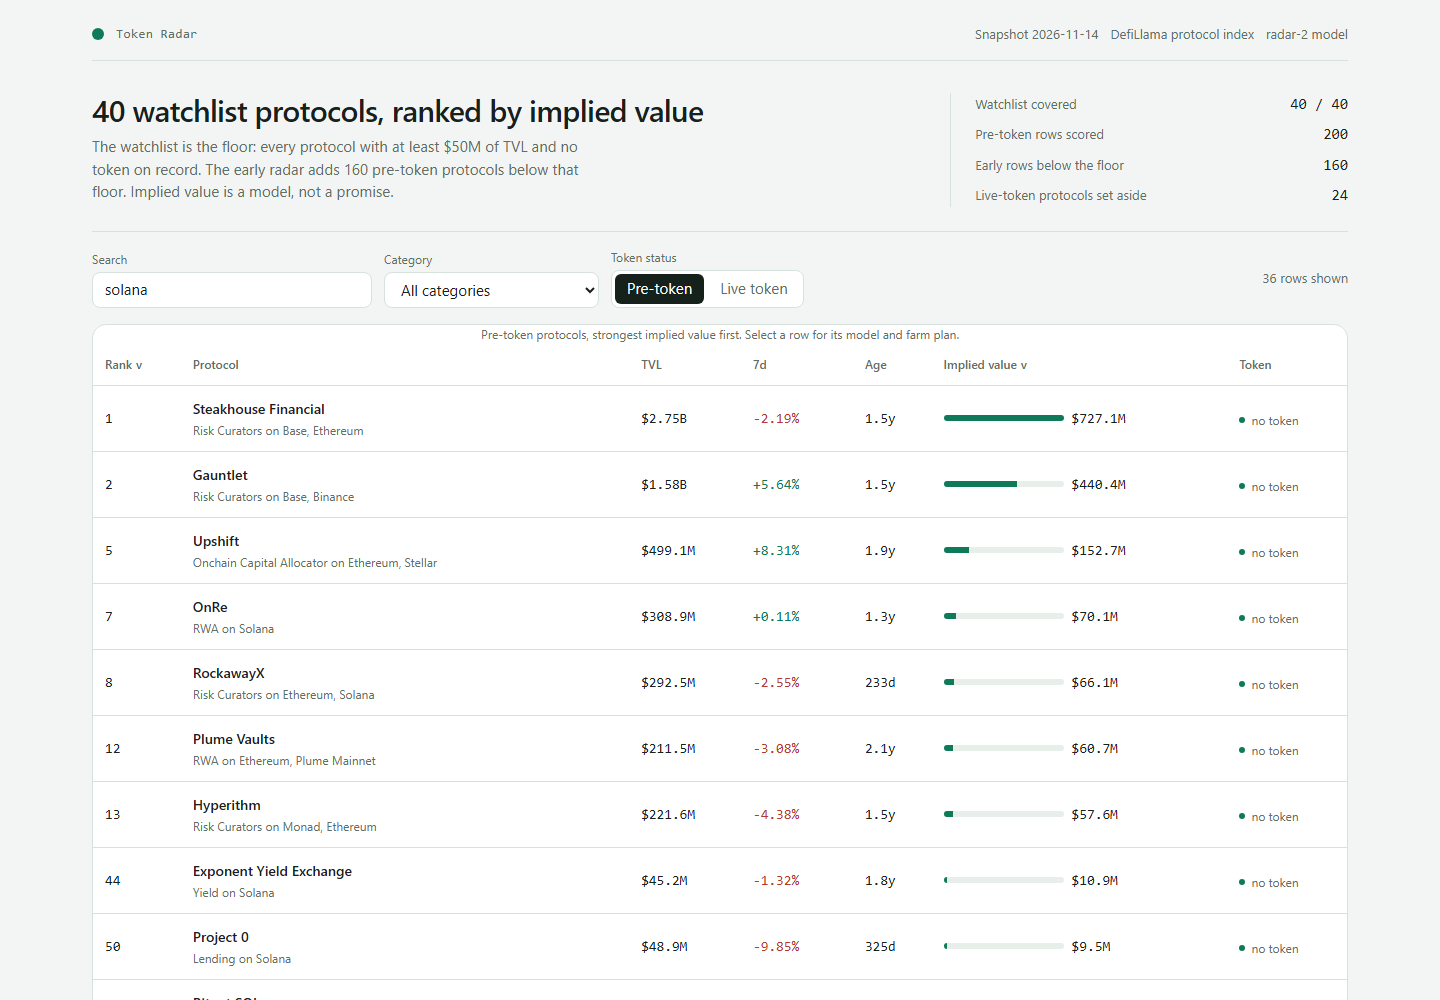 Token Radar
Snapshot 2026-11-14 DefiLlama protocol index radar-2 model
40 watchlist protocols, ranked by implied value
The watchlist is the floor: every protocol with at least $50M of TVL and no
token on record. The early radar adds 160 pre-token protocols below that
floor. Implied value is a model, not a promise.
Watchlist covered 40 / 40
Pre-token rows scored 200
Early rows below the floor 160
Live-token protocols set aside 24
Search
solana
Category
All categories
Token status
Pre-token Live token
36 rows shown
Pre-token protocols, strongest implied value first. Select a row for its model and farm plan.
Rank v Protocol TVL 7d Age Implied value v Token
1 Steakhouse Financial $2.75B -2.19% 1.5y $727.1M no token
Risk Curators on Base, Ethereum
2 Gauntlet $1.58B +5.64% 1.5y $440.4M no token
Risk Curators on Base, Binance
5 Upshift $499.1M +8.31% 1.9y $152.7M no token
Onchain Capital Allocator on Ethereum, Stellar
7 OnRe $308.9M +0.11% 1.3y $70.1M no token
RWA on Solana
8 RockawayX $292.5M -2.55% 233d $66.1M no token
Risk Curators on Ethereum, Solana
12 Plume Vaults $211.5M -3.08% 2.1y $60.7M no token
RWA on Ethereum, Plume Mainnet
13 Hyperithm $221.6M -4.38% 1.5y $57.6M no token
Risk Curators on Monad, Ethereum
44 Exponent Yield Exchange $45.2M -1.32% 1.8y $10.9M no token
Yield on Solana
50 Project 0 $48.9M -9.85% 325d $9.5M no token
Lending on Solana